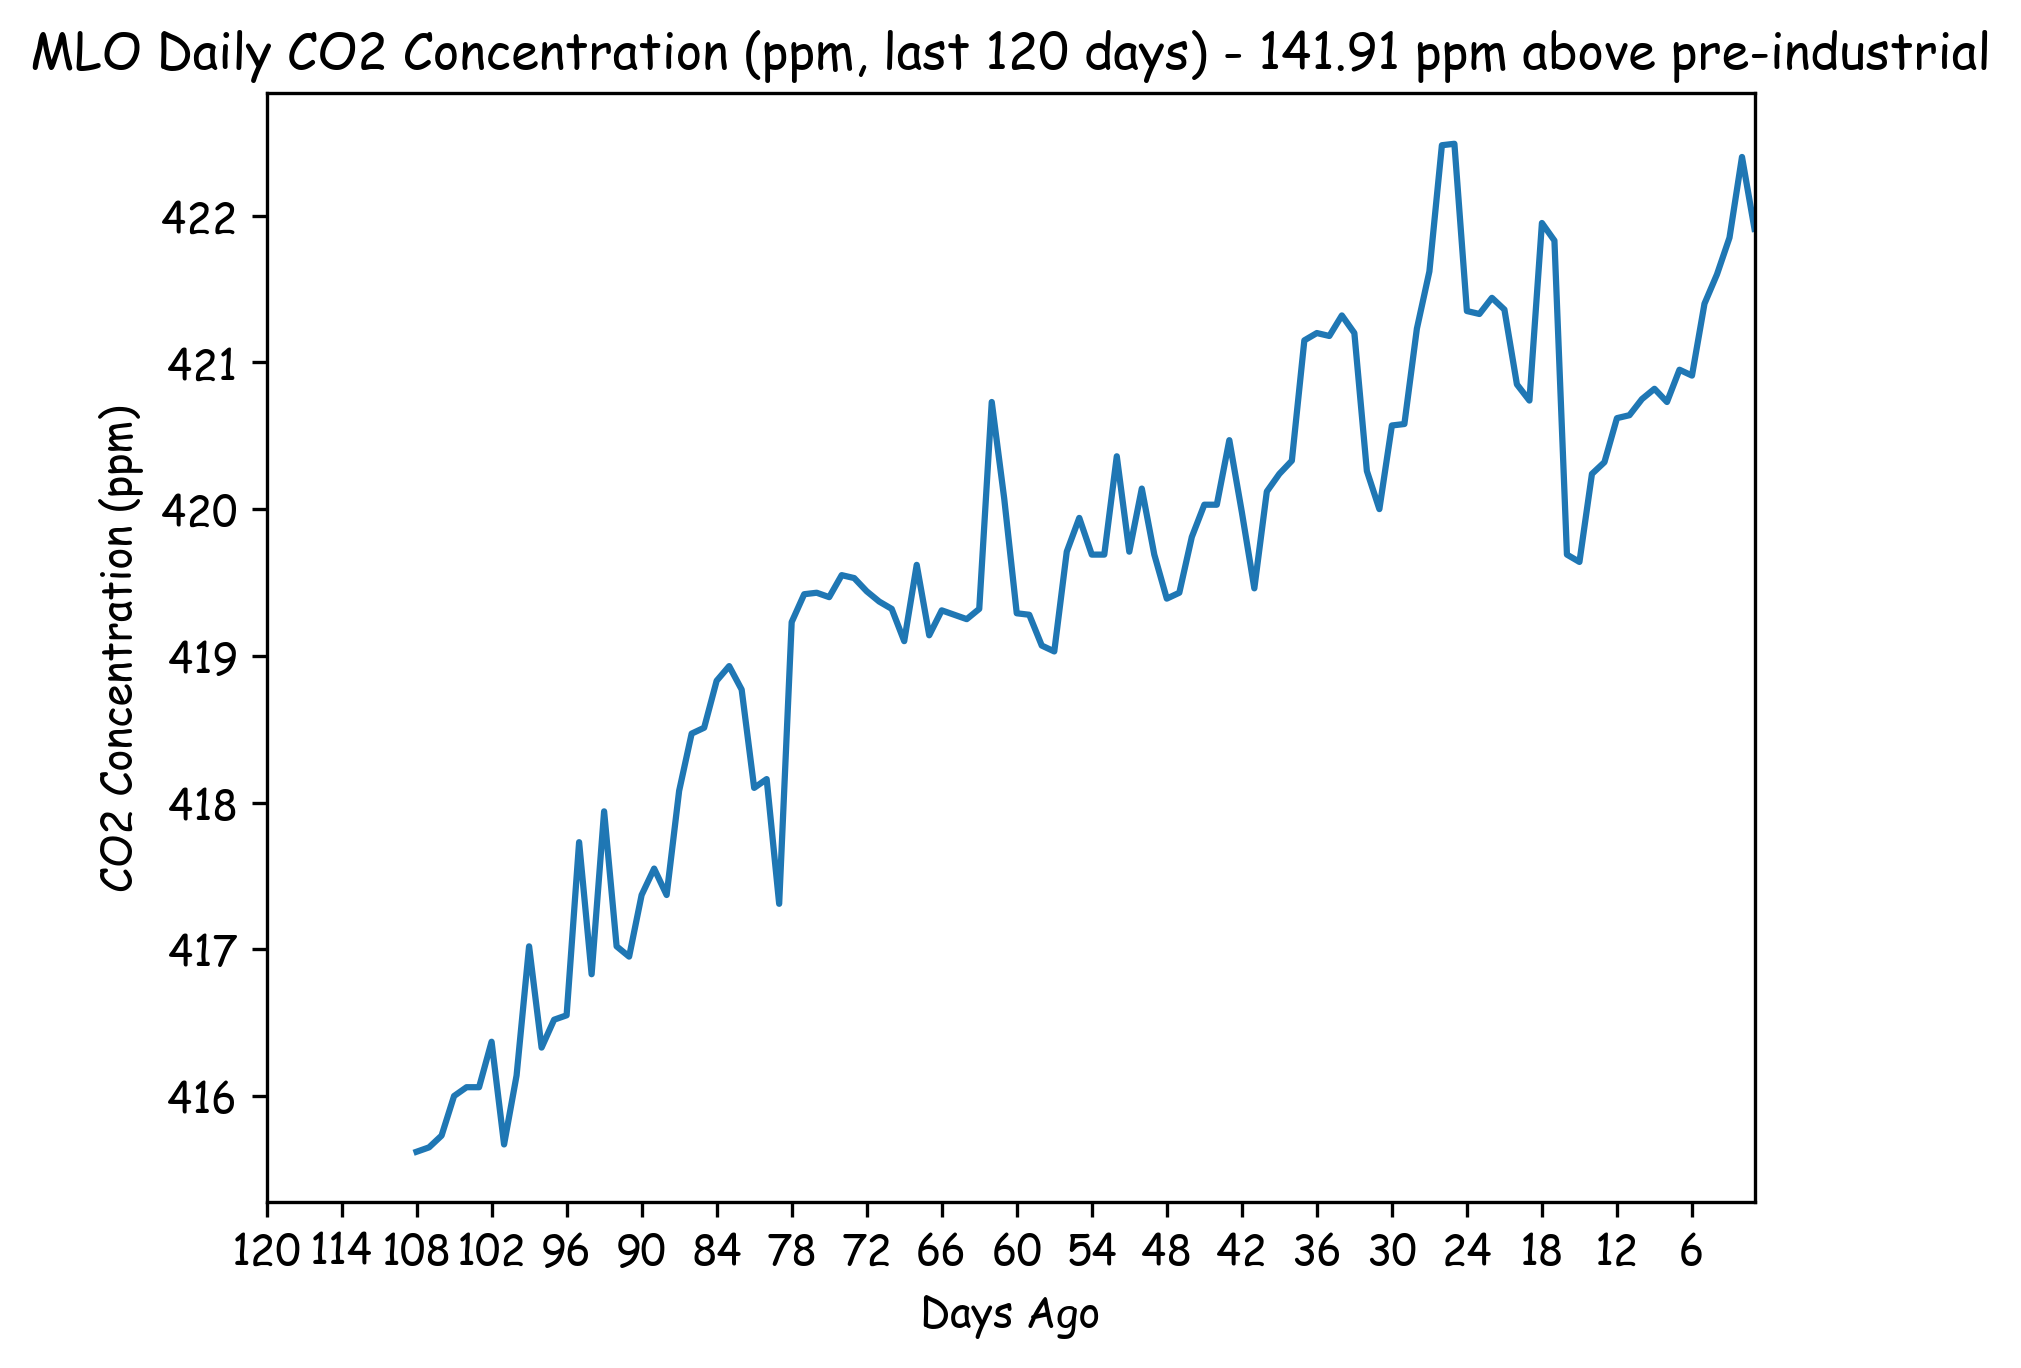 MLO Daily CO2 Concentration (ppm, last 120 days) - 141.91 ppm above pre-industrial
CO2 Concentration (ppm)
422
421
420
419
418
417
416
120 114 108 102 96 90 84 78 72 66 60 54 48 42 36 30 24 18 12 6
Days Ago